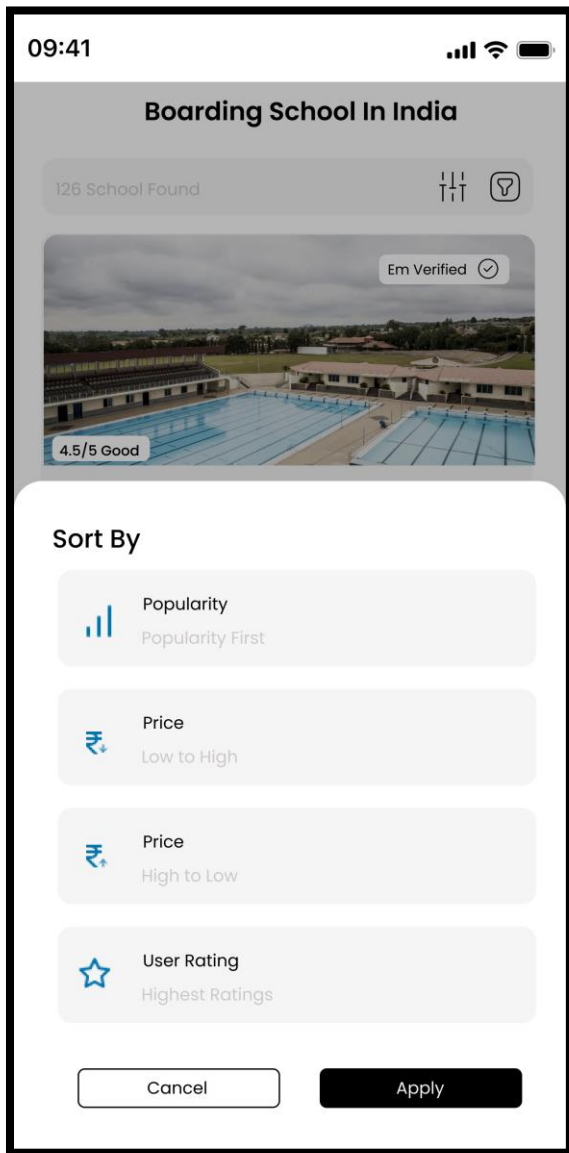 09:41
Boarding School In India
126 School Found
Em Verified
4.5/5 Good
Sort By
Popularity
Popularity First
Price
Low to High
Price
High to Low
User Rating
Highest Ratings
Cancel
Apply